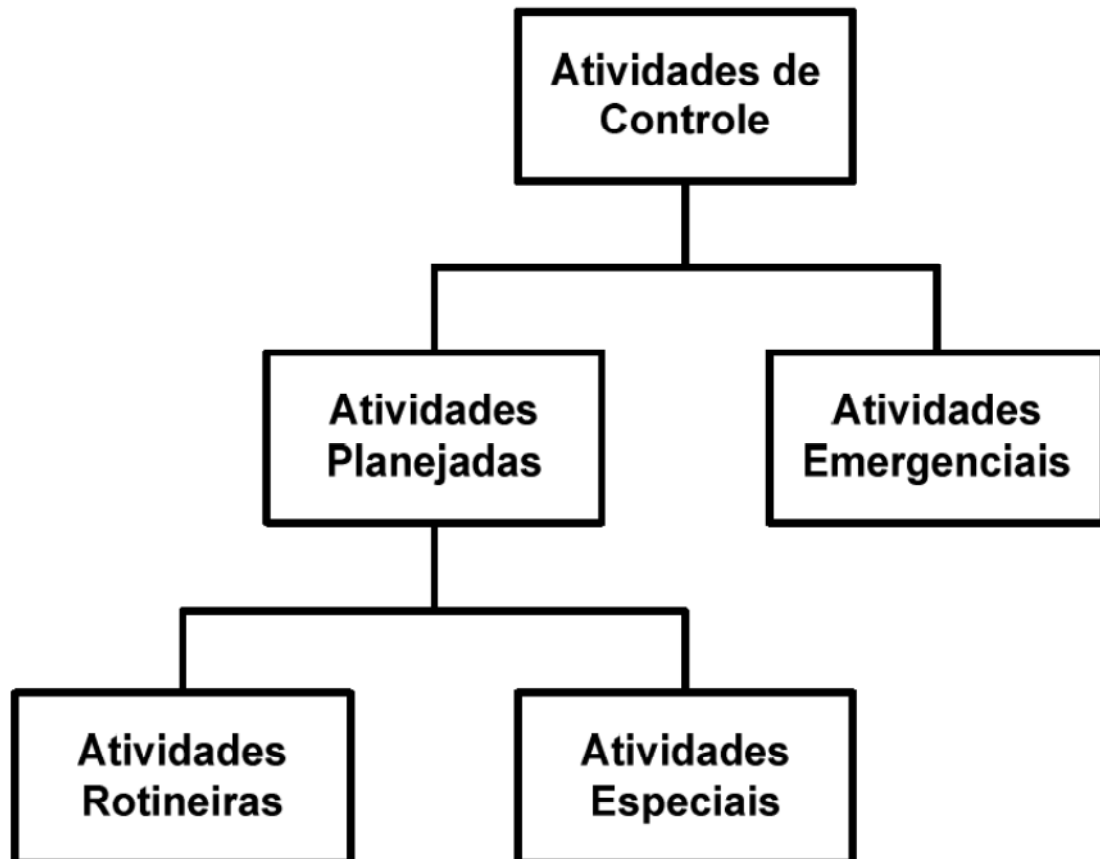 Atividades de
Controle
Atividades
Planejadas
Atividades
Emergenciais
Atividades
Rotineiras
Atividades
Especiais